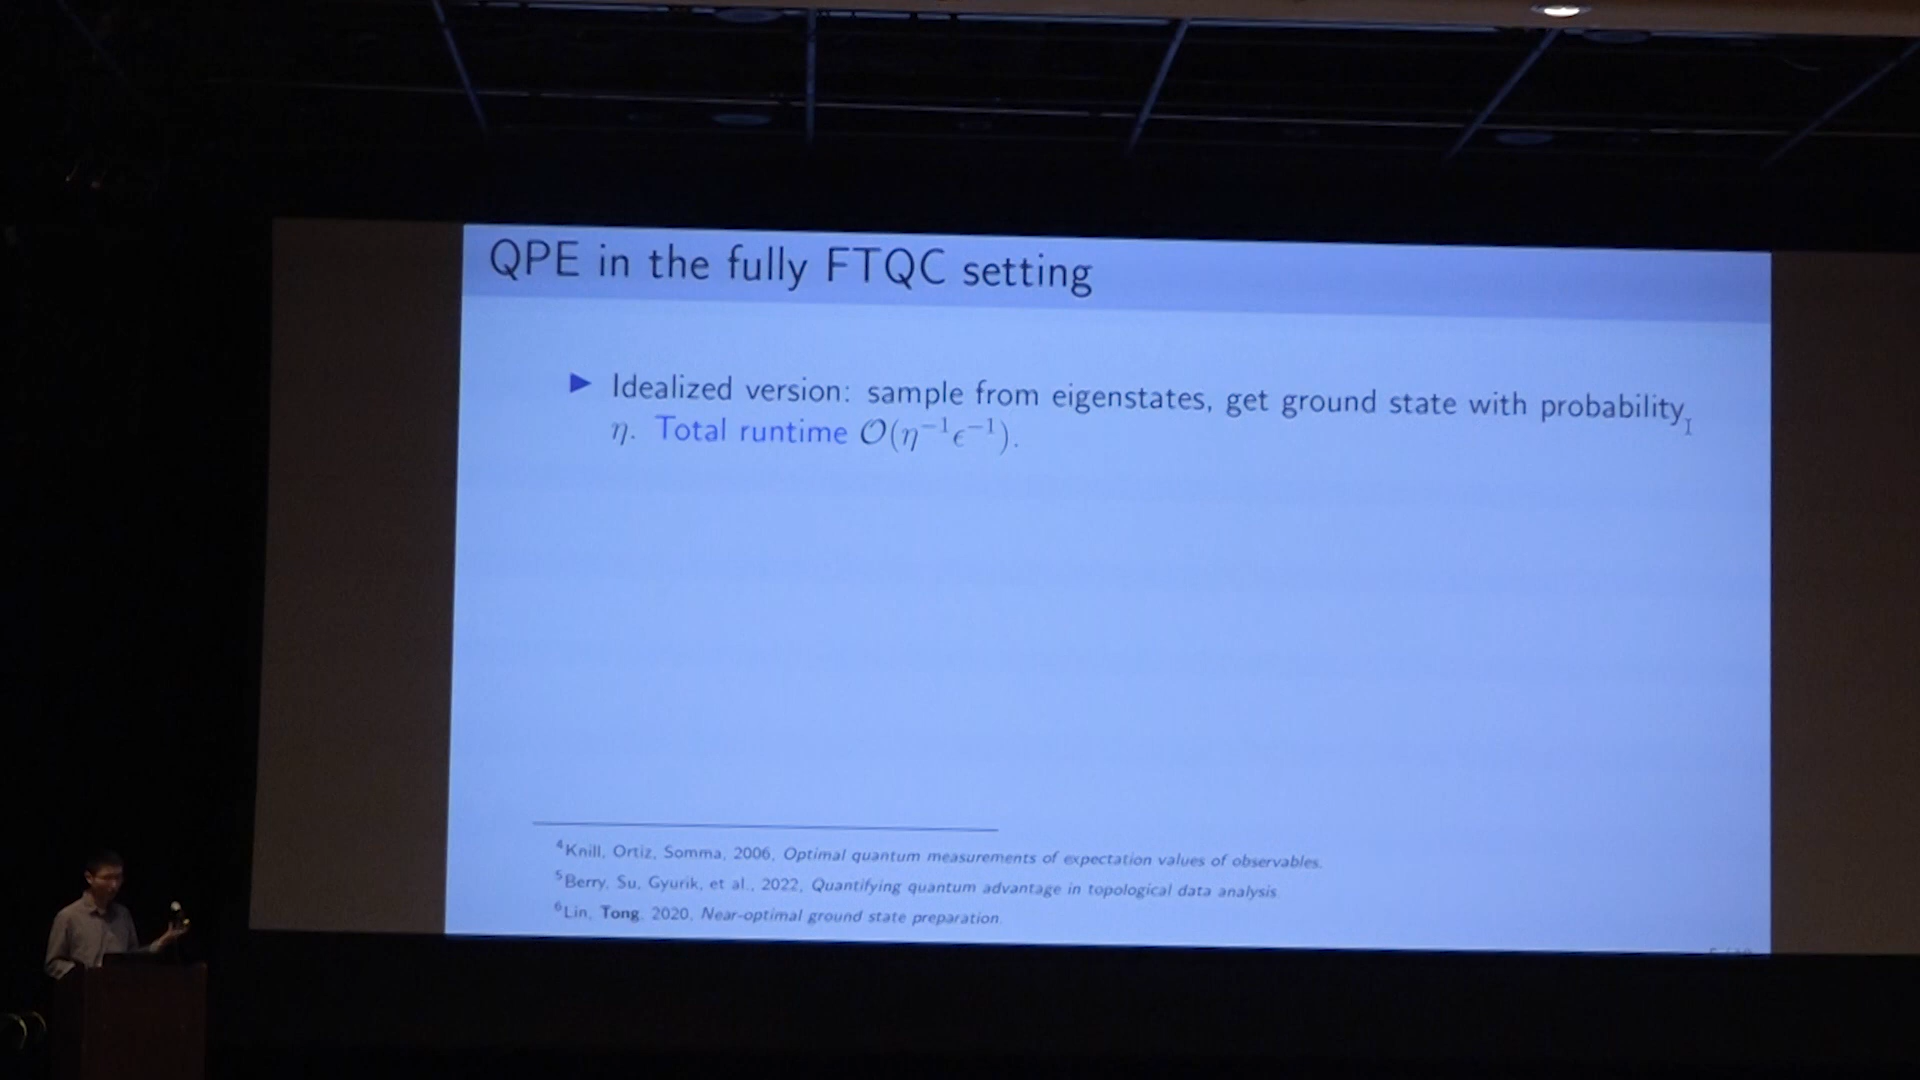 QPE in the fully FTQC setting
▶ Idealized version: sample from eigenstates, get ground state with probability
η. Total runtime 𝒪(η⁻¹ϵ⁻¹).
⁴Knill, Ortiz, Somma, 2006, Optimal quantum measurements of expectation values of observables.
⁵Berry, Su, Gyurik, et al., 2022, Quantifying quantum advantage in topological data analysis
⁶Lin, Tong, 2020, Near-optimal ground state preparation.